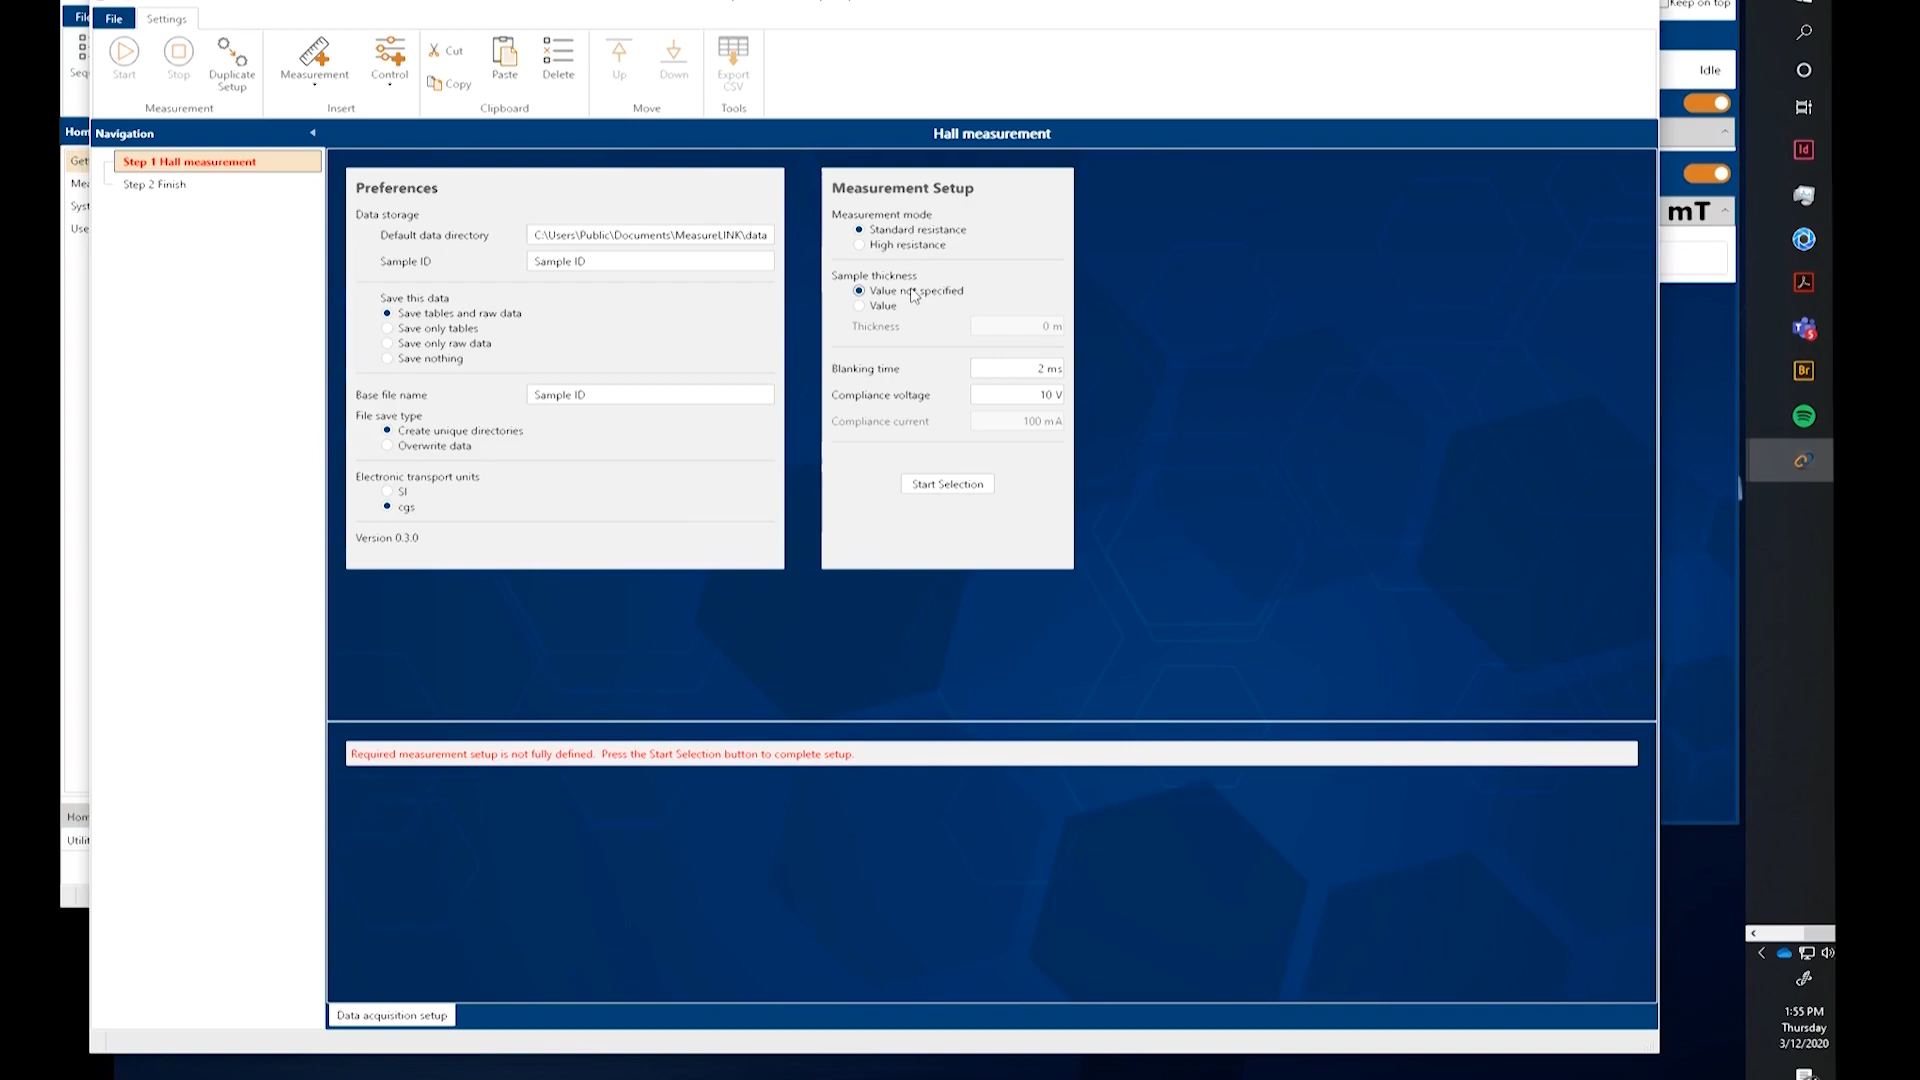 File
Settings
Keep on top
Start
Stop
Duplicate
Setup
Measurement
Control
Cut
Copy
Paste
Delete
Up
Down
Export
CSV
Measurement
Insert
Clipboard
Move
Tools
Idle
Navigation
Hall measurement
Step 1 Hall measurement
Step 2 Finish
Preferences
Data storage
Default data directory
C:\Users\Public\Documents\MeasureLINK\data
Sample ID
Sample ID
Save this data
Save tables and raw data
Save only tables
Save only raw data
Save nothing
Base file name
Sample ID
File save type
Create unique directories
Overwrite data
Electronic transport units
SI
cgs
Version 0.3.0
Measurement Setup
Measurement mode
Standard resistance
High resistance
Sample thickness
Value not specified
Value
Thickness
0 m
Blanking time
2 ms
Compliance voltage
10 V
Compliance current
100 mA
Start Selection
mT
Required measurement setup is not fully defined. Press the Start Selection button to complete setup.
Data acquisition setup
Id
Br
1:55 PM
Thursday
3/12/2020